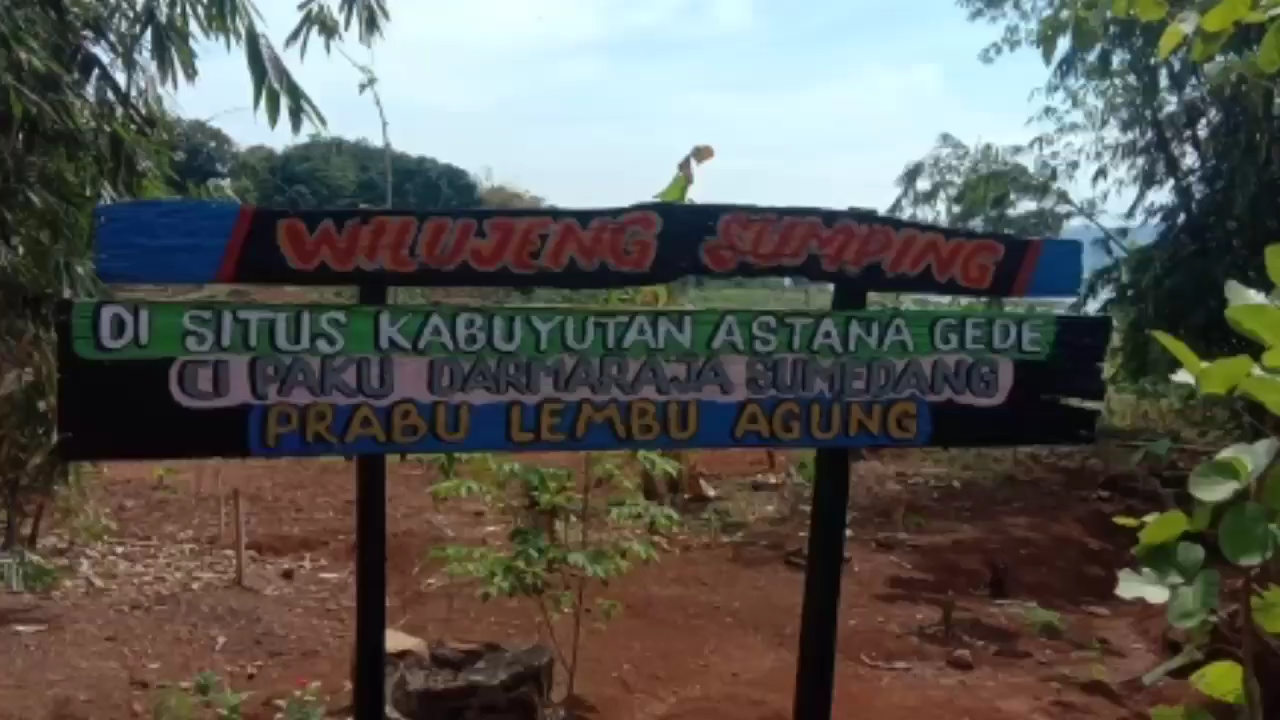 WILUJENG SUMPING
DI SITUS KABUYUTAN ASTANA GEDE
CI PAKU DARMARAJA SUMEDANG
PRABU LEMBU AGUNG